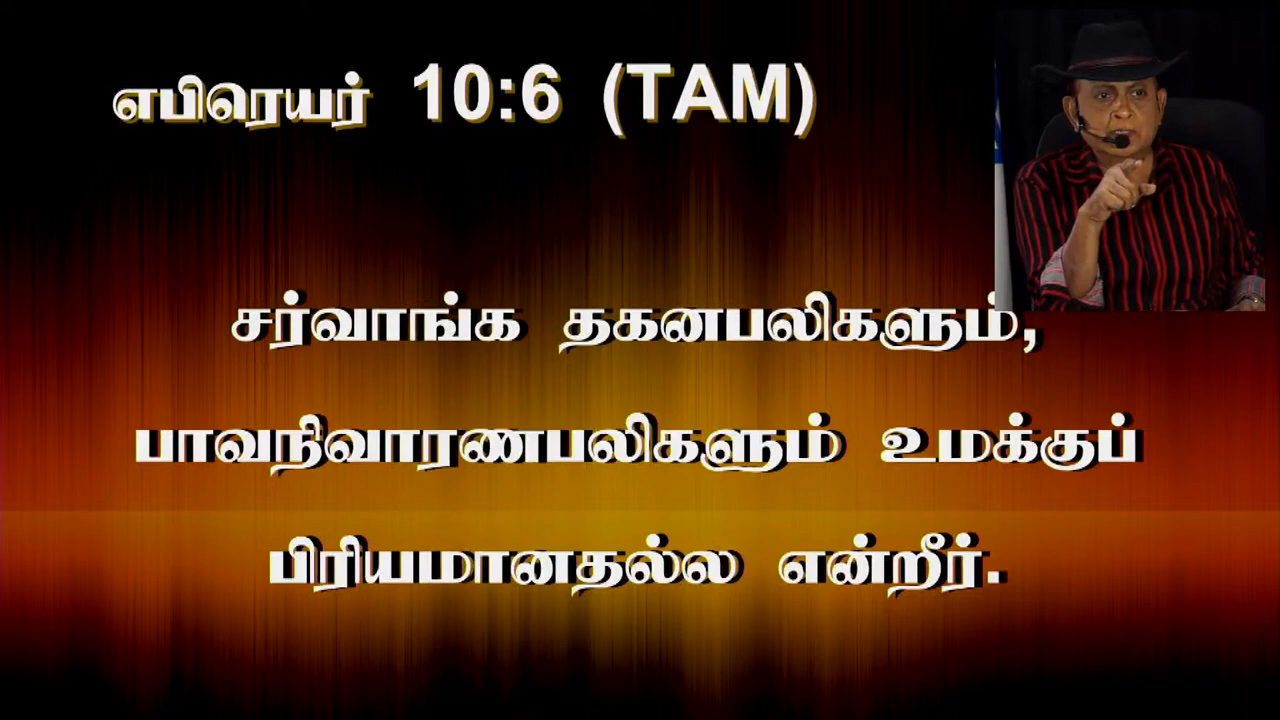 எபிரெயர் 10:6 (TAM)
சர்வாங்க தகனபலிகளும்,
பாவநிவாரணபலிகளும் உமக்குப்
பிரியமானதல்ல என்றீர்.